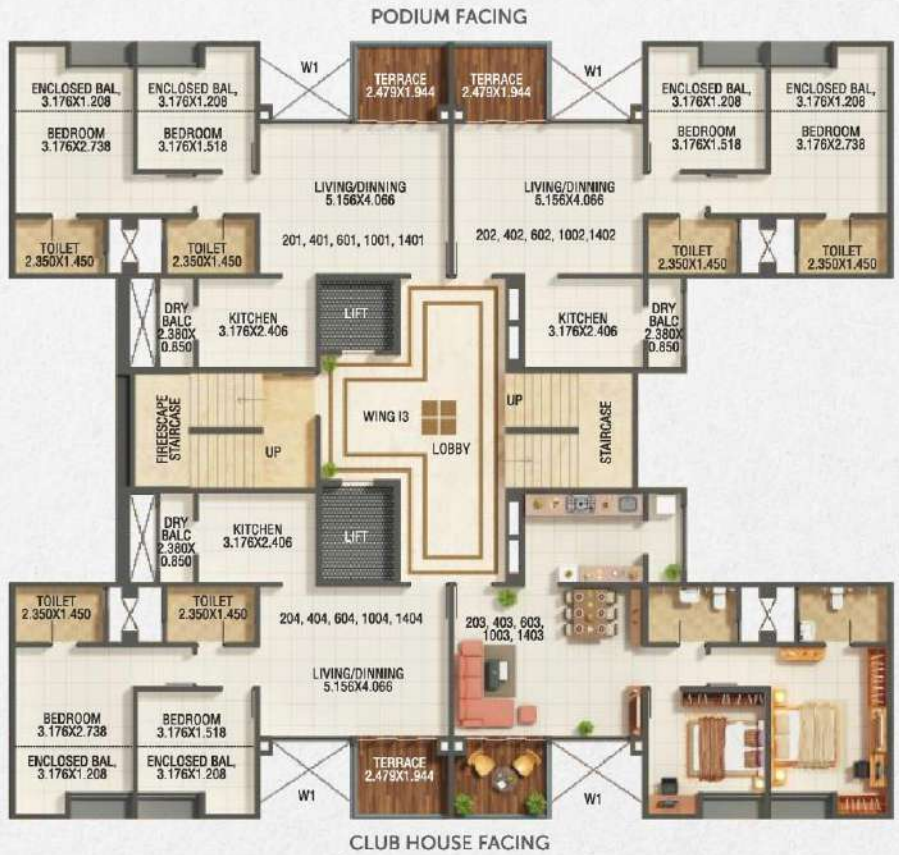 PODIUM FACING
W1
TERRACE
2.479X1.944
TERRACE
2.479X1.944
W1
ENCLOSED BAL,
3.176X1.208
BEDROOM
3.176X2.738
ENCLOSED BAL,
3.176X1.208
BEDROOM
3.176X1.518
ENCLOSED BAL,
3.176X1.208
BEDROOM
3.176X1.518
ENCLOSED BAL,
3.176X1.208
BEDROOM
3.176X2.738
LIVING/DINNING
5.156X4.066
201, 401, 601, 1001, 1401
LIVING/DINNING
5.156X4.066
202, 402, 602, 1002,1402
TOILET
2.350X1.450
TOILET
2.350X1.450
TOILET
2.350X1.450
TOILET
2.350X1.450
DRY
BALC
2.380X
0.850
KITCHEN
3.176X2.406
LIFT
KITCHEN
3.176X2.406
DRY
BALC
2.380X
0.850
FIREESCAPE
STAIRCASE
UP
WING I3
LOBBY
UP
STAIRCASE
DRY
BALC
2.380X
0.850
KITCHEN
3.176X2.406
LIFT
TOILET
2.350X1.450
TOILET
2.350X1.450
204, 404, 604, 1004, 1404
203, 403, 603,
1003, 1403
LIVING/DINNING
5.156X4.066
BEDROOM
3.176X2.738
ENCLOSED BAL,
3.176X1.208
BEDROOM
3.176X1.518
ENCLOSED BAL,
3.176X1.208
W1
TERRACE
2.479X1.944
W1
CLUB HOUSE FACING